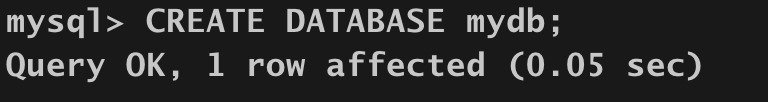 mysql> CREATE DATABASE mydb;
Query OK, 1 row affected (0.05 sec)